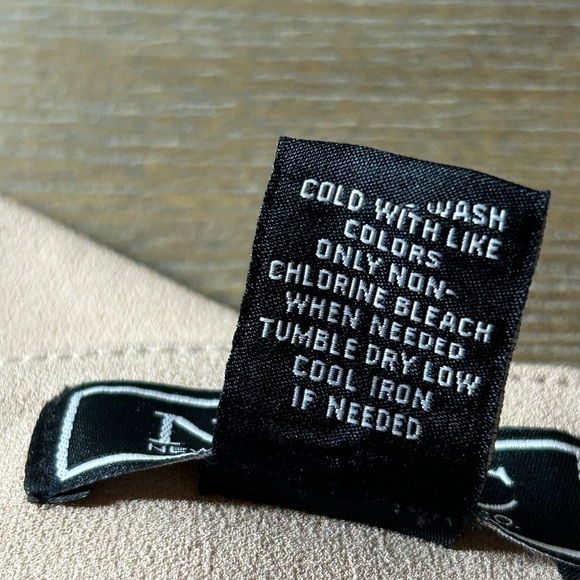 WASH
COLD WITH LIKE
COLORS
ONLY NON-
CHLORINE BLEACH
WHEN NEEDED
TUMBLE DRY LOW
COOL IRON
IF NEEDED